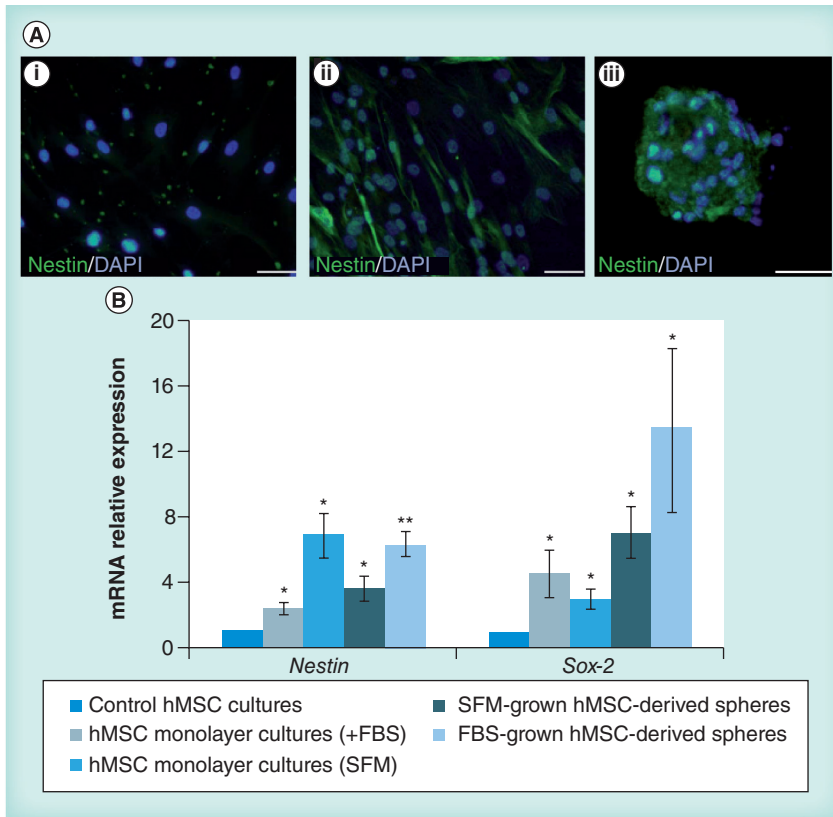 A
i
ii
iii
Nestin/DAPI
Nestin/DAPI
Nestin/DAPI
B
mRNA relative expression
20
16
12
8
4
0
*
*
*
**
*
*
*
*
Nestin
Sox-2
Control hMSC cultures
hMSC monolayer cultures (+FBS)
hMSC monolayer cultures (SFM)
SFM-grown hMSC-derived spheres
FBS-grown hMSC-derived spheres